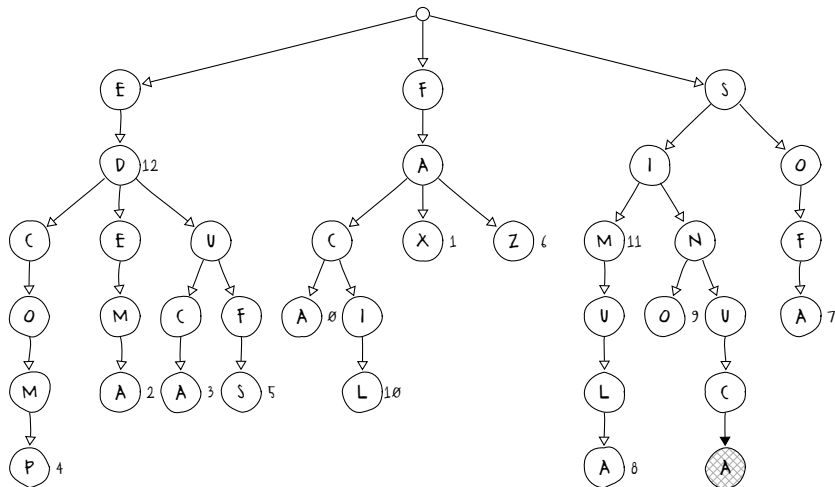 E F S
D 12 A I O
C E U C X 1 Z 6 M 11 N F
O M C F A 0 I U O 9 U A 7
M A 2 A 3 S 5 L 10 L C
P 4 A 8 A